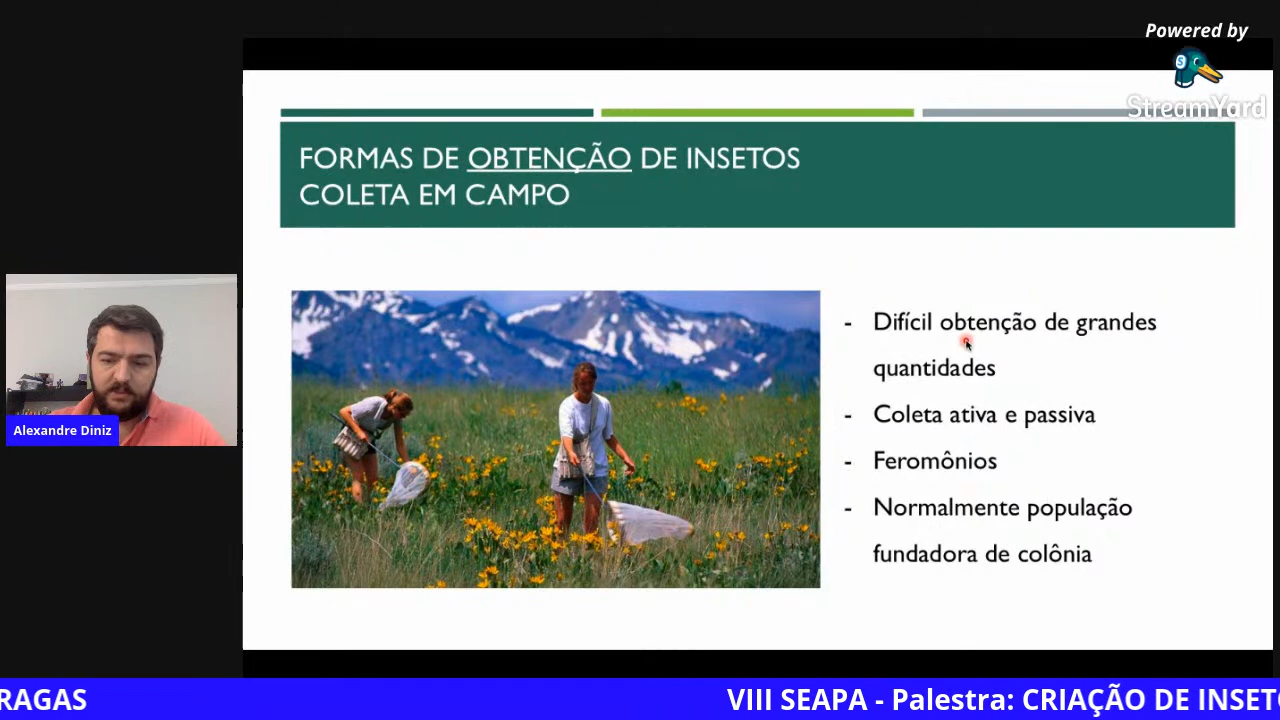 Powered by
StreamYard
FORMAS DE OBTENÇÃO DE INSETOS
COLETA EM CAMPO
- Difícil obtenção de grandes
quantidades
- Coleta ativa e passiva
- Feromônios
- Normalmente população
fundadora de colônia
Alexandre Diniz
RAGAS
VIII SEAPA - Palestra: CRIAÇÃO DE INSET